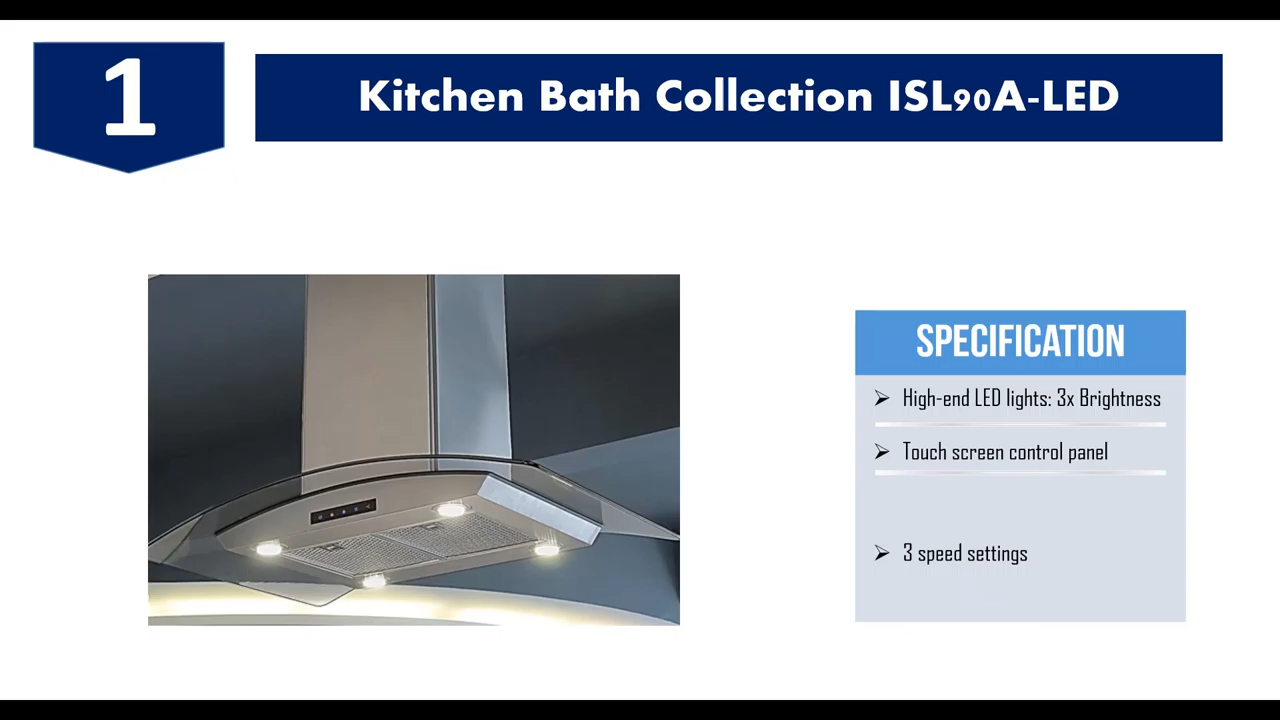 1
Kitchen Bath Collection ISL90A-LED
SPECIFICATION
High-end LED lights: 3x Brightness
Touch screen control panel
3 speed settings